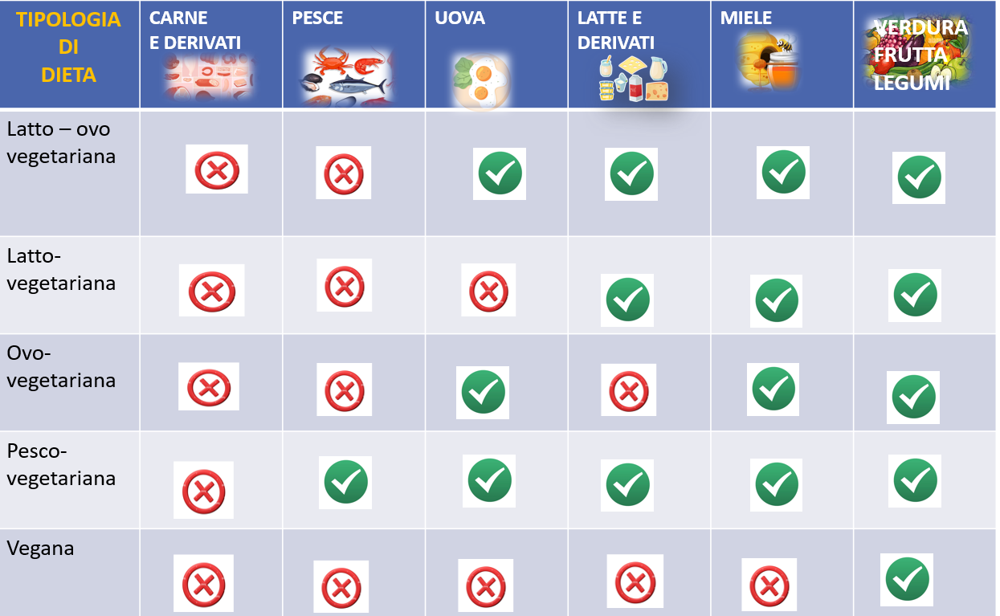 TIPOLOGIA
DI
DIETA
CARNE
E DERIVATI
PESCE
UOVA
LATTE E
DERIVATI
MIELE
VERDURA
FRUTTA
LEGUMI
Latto – ovo
vegetariana
Latto-
vegetariana
Ovo-
vegetariana
Pesco-
vegetariana
Vegana